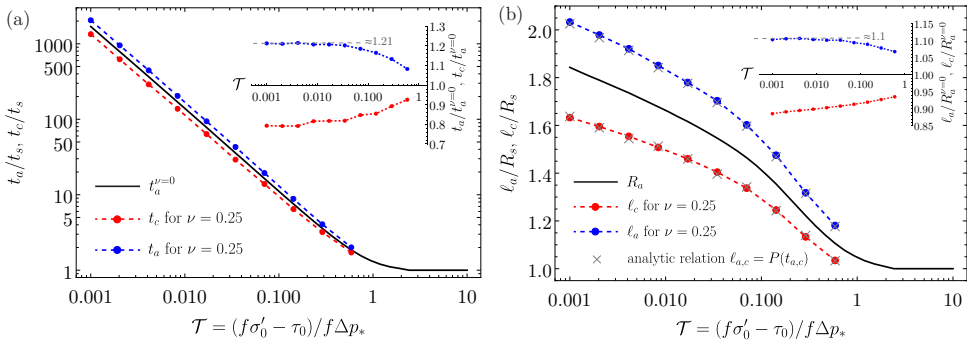 (a)
1000
500
100
50
10
5
1
0.001
0.010
0.100
1
10
t_a/t_s, t_c/t_s
𝒯 = (fσ′_0 − τ_0)/fΔp_*
t_a^{ν=0}
t_c for ν = 0.25
t_a for ν = 0.25
≈1.21
𝒯
0.001
0.010
0.100
1
1.3
1.2
1.1
1.0
0.9
0.8
0.7
t_a/t_a^{ν=0}, t_c/t_a^{ν=0}
(b)
2.0
1.8
1.6
1.4
1.2
1.0
0.001
0.010
0.100
1
10
ℓ_a/R_s, ℓ_c/R_s
𝒯 = (fσ′_0 − τ_0)/fΔp_*
R_a
ℓ_c for ν = 0.25
ℓ_a for ν = 0.25
analytic relation ℓ_{a,c} = P(t_{a,c})
≈1.1
𝒯
0.001
0.010
0.100
1
1.15
1.10
1.05
1.00
0.95
0.90
0.85
ℓ_a/R_a^{ν=0}, ℓ_c/R_a^{ν=0}